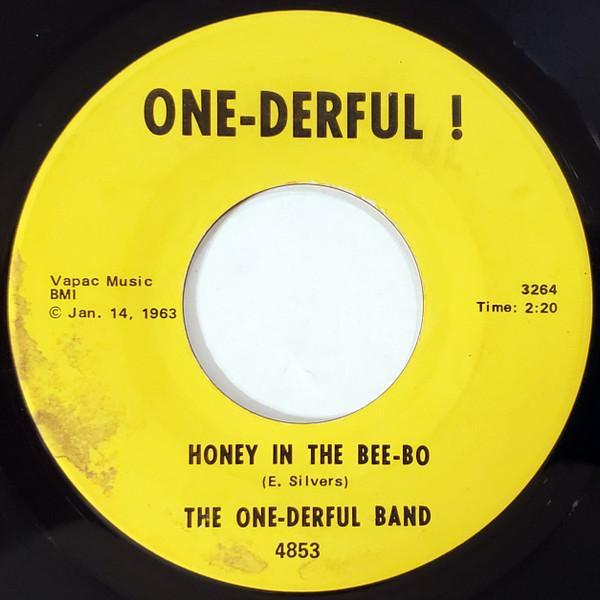 ONE-DERFUL !
Vapac Music
BMI
© Jan. 14, 1963
3264
Time: 2:20
HONEY IN THE BEE-BO
(E. Silvers)
THE ONE-DERFUL BAND
4853